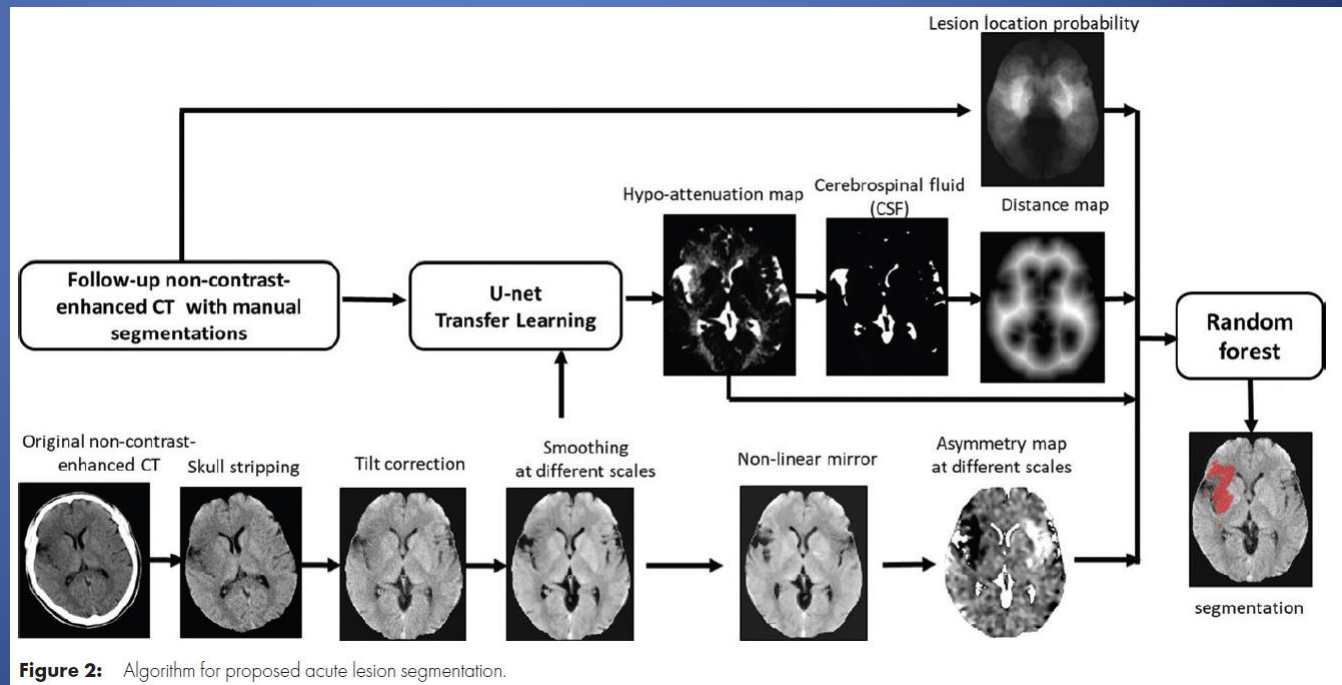 Lesion location probability
Hypo-attenuation map
Cerebrospinal fluid
(CSF)
Distance map
Follow-up non-contrast-
enhanced CT with manual
segmentations
U-net
Transfer Learning
Random
forest
Original non-contrast-
enhanced CT
Skull stripping
Tilt correction
Smoothing
at different scales
Non-linear mirror
Asymmetry map
at different scales
segmentation
Figure 2: Algorithm for proposed acute lesion segmentation.